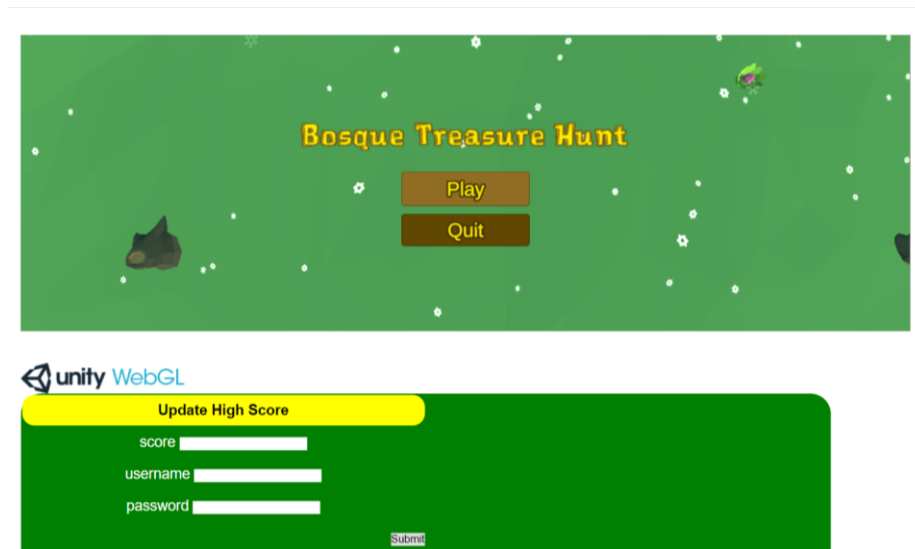 Bosque Treasure Hunt
Play
Quit
unity WebGL
Update High Score
score
username
password
Submit